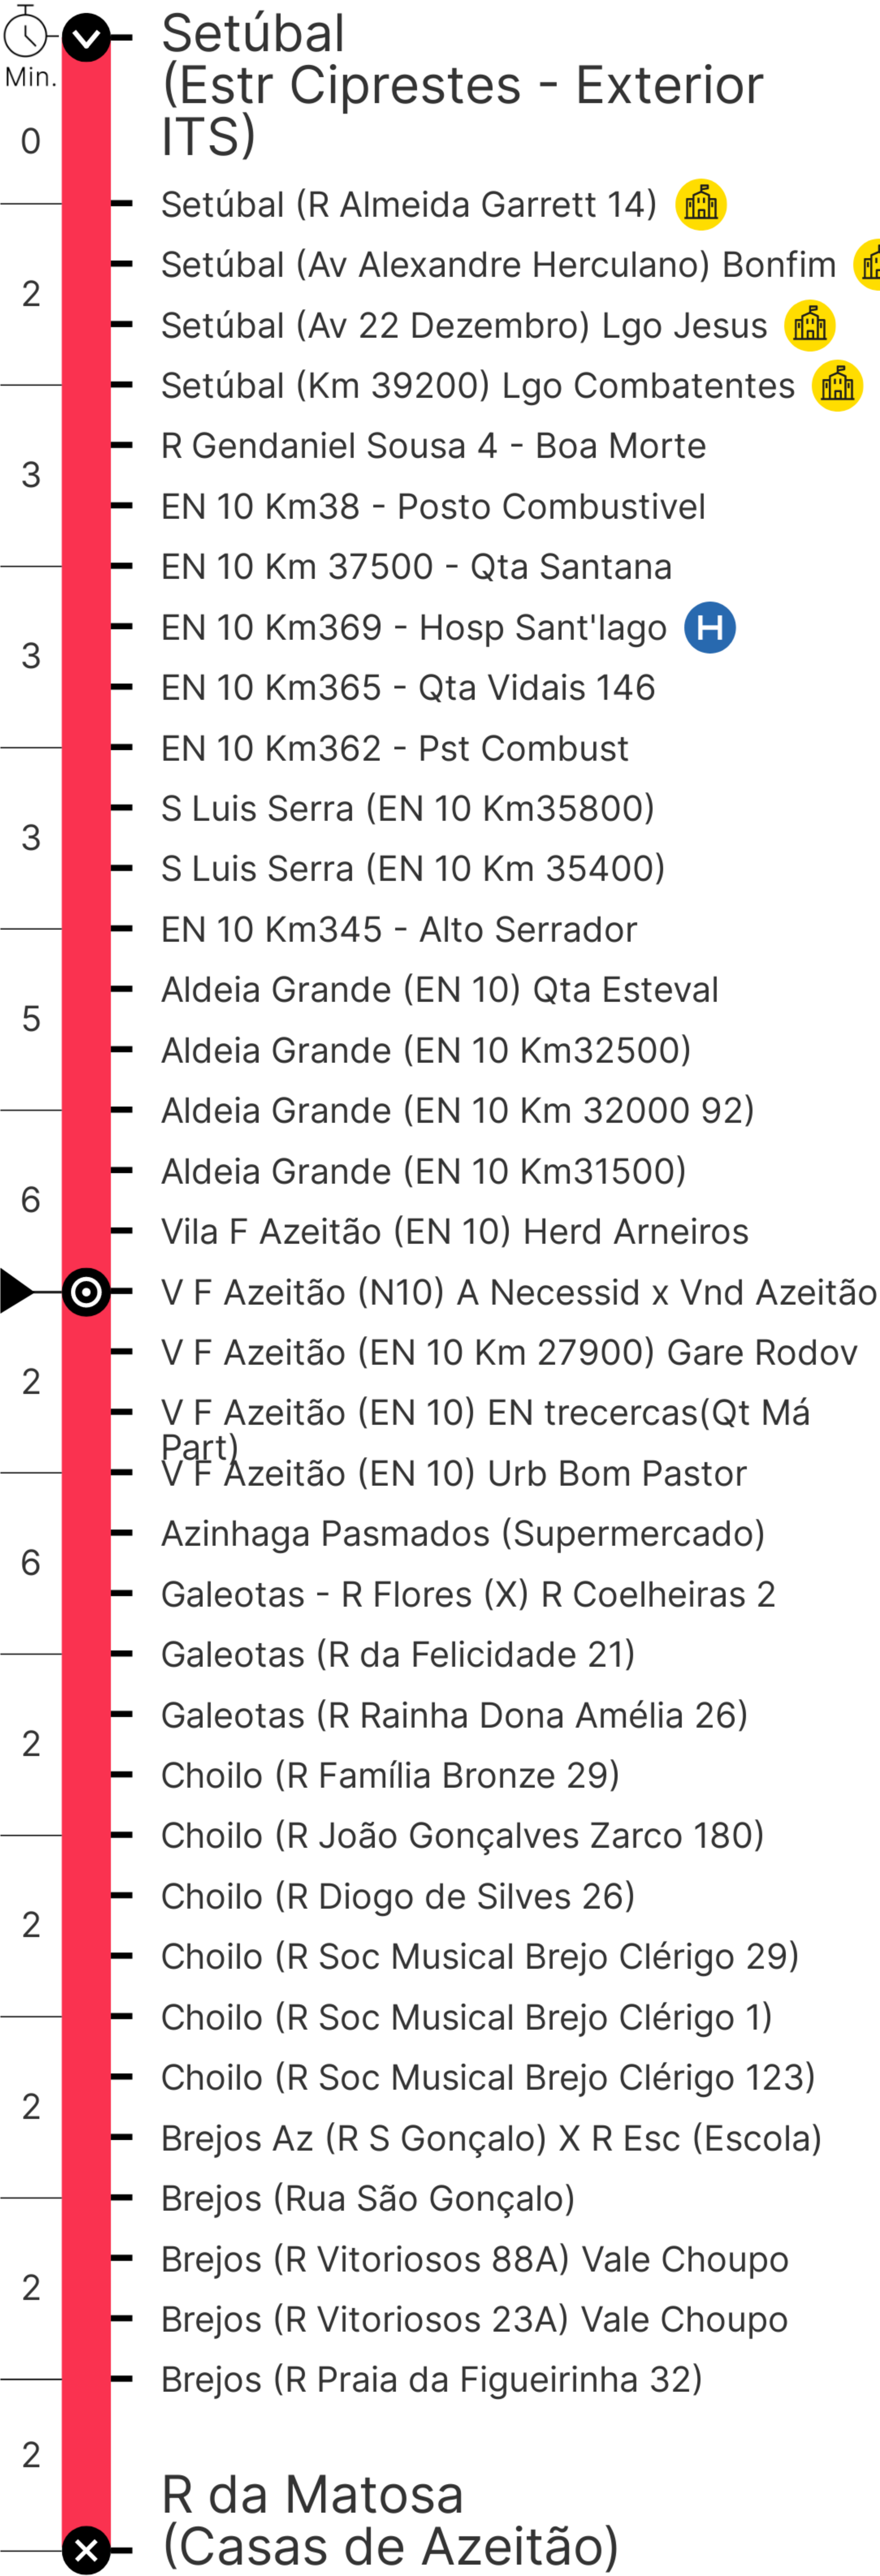 Setúbal
(Estr Ciprestes - Exterior
ITS)
Min.
0
Setúbal (R Almeida Garrett 14)
Setúbal (Av Alexandre Herculano) Bonfim
2
Setúbal (Av 22 Dezembro) Lgo Jesus
Setúbal (Km 39200) Lgo Combatentes
R Gendaniel Sousa 4 - Boa Morte
3
EN 10 Km38 - Posto Combustivel
EN 10 Km 37500 - Qta Santana
EN 10 Km369 - Hosp Sant'Iago H
3
EN 10 Km365 - Qta Vidais 146
EN 10 Km362 - Pst Combust
S Luis Serra (EN 10 Km35800)
3
S Luis Serra (EN 10 Km 35400)
EN 10 Km345 - Alto Serrador
Aldeia Grande (EN 10) Qta Esteval
5
Aldeia Grande (EN 10 Km32500)
Aldeia Grande (EN 10 Km 32000 92)
Aldeia Grande (EN 10 Km31500)
6
Vila F Azeitão (EN 10) Herd Arneiros
V F Azeitão (N10) A Necessid x Vnd Azeitão
V F Azeitão (EN 10 Km 27900) Gare Rodov
2
V F Azeitão (EN 10) EN trecercas(Qt Má
Part)
V F Azeitão (EN 10) Urb Bom Pastor
Azinhaga Pasmados (Supermercado)
6
Galeotas - R Flores (X) R Coelheiras 2
Galeotas (R da Felicidade 21)
Galeotas (R Rainha Dona Amélia 26)
2
Choilo (R Família Bronze 29)
Choilo (R João Gonçalves Zarco 180)
Choilo (R Diogo de Silves 26)
2
Choilo (R Soc Musical Brejo Clérigo 29)
Choilo (R Soc Musical Brejo Clérigo 1)
Choilo (R Soc Musical Brejo Clérigo 123)
2
Brejos Az (R S Gonçalo) X R Esc (Escola)
Brejos (Rua São Gonçalo)
Brejos (R Vitoriosos 88A) Vale Choupo
2
Brejos (R Vitoriosos 23A) Vale Choupo
Brejos (R Praia da Figueirinha 32)
2
R da Matosa
(Casas de Azeitão)